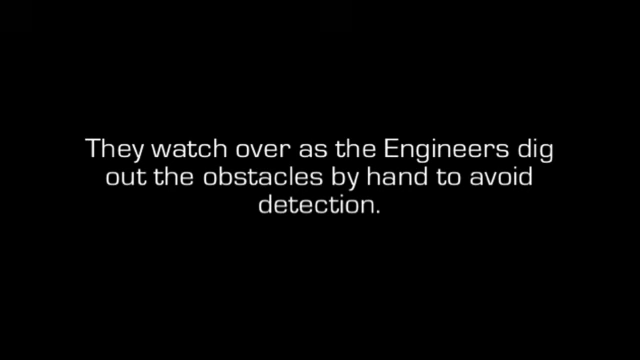 They watch over as the Engineers dig
out the obstacles by hand to avoid
detection.